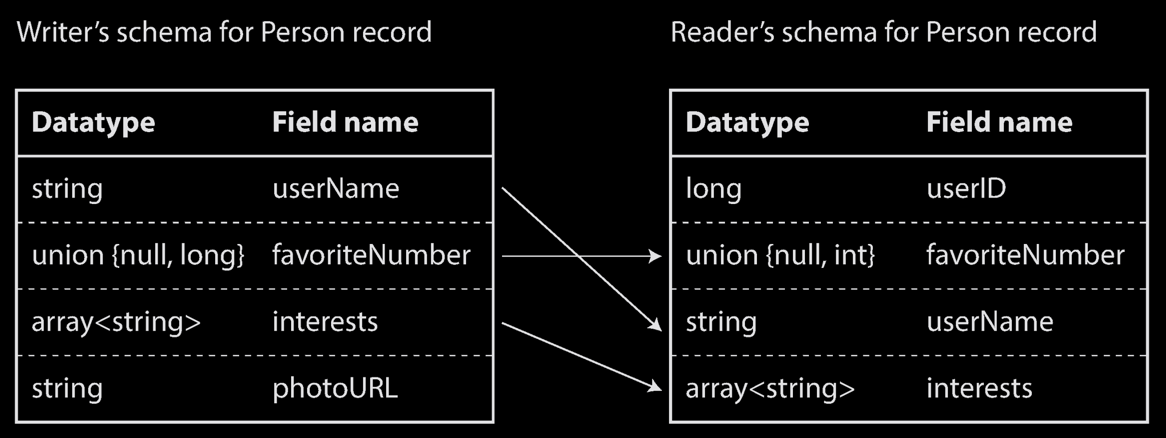 Writer’s schema for Person record
Datatype Field name
string userName
union {null, long} favoriteNumber
array<string> interests
string photoURL
Reader’s schema for Person record
Datatype Field name
long userID
union {null, int} favoriteNumber
string userName
array<string> interests